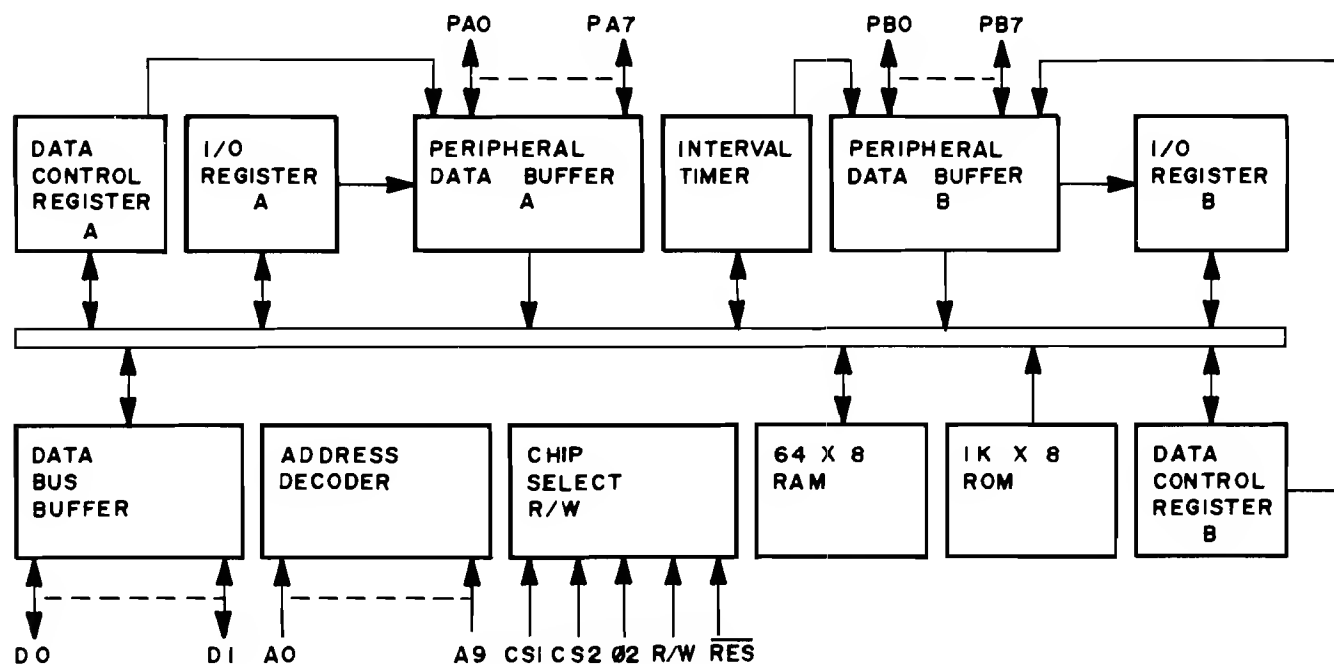 PA0 PA7 PB0 PB7
DATA
CONTROL
REGISTER
A
I/O
REGISTER
A
PERIPHERAL
DATA BUFFER
A
INTERVAL
TIMER
PERIPHERAL
DATA BUFFER
B
I/O
REGISTER
B
DATA
BUS
BUFFER
ADDRESS
DECODER
CHIP
SELECT
R/W
64 X 8
RAM
1K X 8
ROM
DATA
CONTROL
REGISTER
B
D0 D1 A0 A9 CS1 CS2 Ø2 R/W R̅E̅S̅